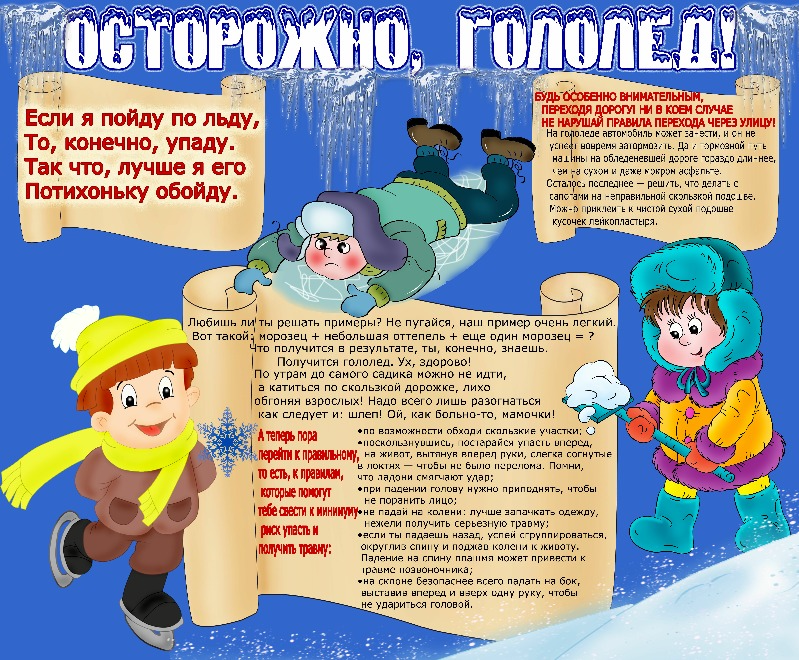 ОСТОРОЖНО, ГОЛОЛЕД!
Если я пойду по льду,
То, конечно, упаду.
Так что, лучше я его
Потихоньку обойду.
БУДЬ ОСОБЕННО ВНИМАТЕЛЬНЫМ,
ПЕРЕХОДЯ ДОРОГУ! НИ В КОЕМ СЛУЧАЕ
НЕ НАРУШАЙ ПРАВИЛА ПЕРЕХОДА ЧЕРЕЗ УЛИЦУ!
На гололеде автомобиль может занести, и он не
успеет вовремя затормозить. Да и тормозной путь
машины на обледеневшей дороге гораздо длиннее,
чем на сухом и даже мокром асфальте.
Осталось последнее — решить, что делать с
сапогами на неправильной скользкой подошве.
Можно приклеить к чистой сухой подошве
кусочек лейкопластыря.
Любишь ли ты решать примеры? Не пугайся, наш пример очень легкий.
Вот такой: морозец + небольшая оттепель + еще один морозец = ?
Что получится в результате, ты, конечно, знаешь.
Получится гололед. Ух, здорово!
По утрам до самого садика можно не идти,
а катиться по скользкой дорожке, лихо
обгоняя взрослых! Надо всего лишь разогнаться
как следует и: шлеп! Ой, как больно-то, мамочки!
А теперь пора
перейти к правильному,
то есть, к правилам,
которые помогут
тебе свести к минимуму
риск упасть и
получить травму:
•по возможности обходи скользкие участки;
•поскользнувшись, постарайся упасть вперед,
на живот, вытянув вперед руки, слегка согнутые
в локтях — чтобы не было перелома. Помни,
что ладони смягчают удар;
•при падении голову нужно приподнять, чтобы
не поранить лицо;
•не падай на колени: лучше запачкать одежду,
нежели получить серьезную травму;
•если ты падаешь назад, успей сгруппироваться,
округлив спину и поджав колени к животу.
Падение на спину плашмя может привести к
травме позвоночника;
•на склоне безопаснее всего падать на бок,
выставив вперед и вверх одну руку, чтобы
не удариться головой.